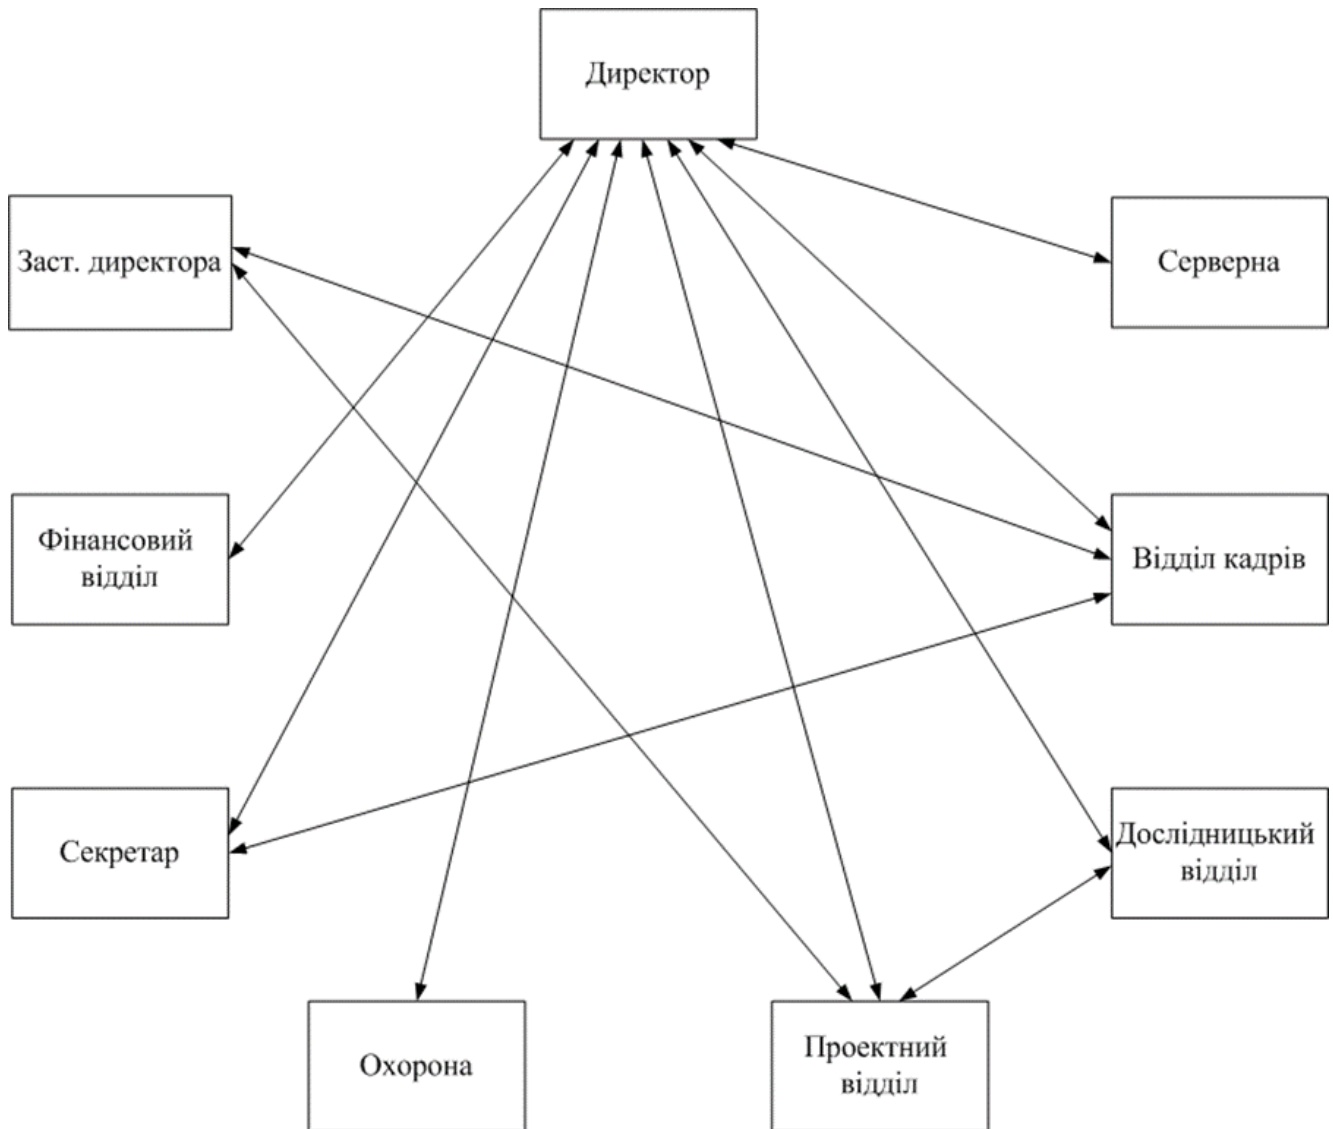 Директор
Заст. директора
Серверна
Фінансовий
відділ
Відділ кадрів
Секретар
Дослідницький
відділ
Охорона
Проектний
відділ